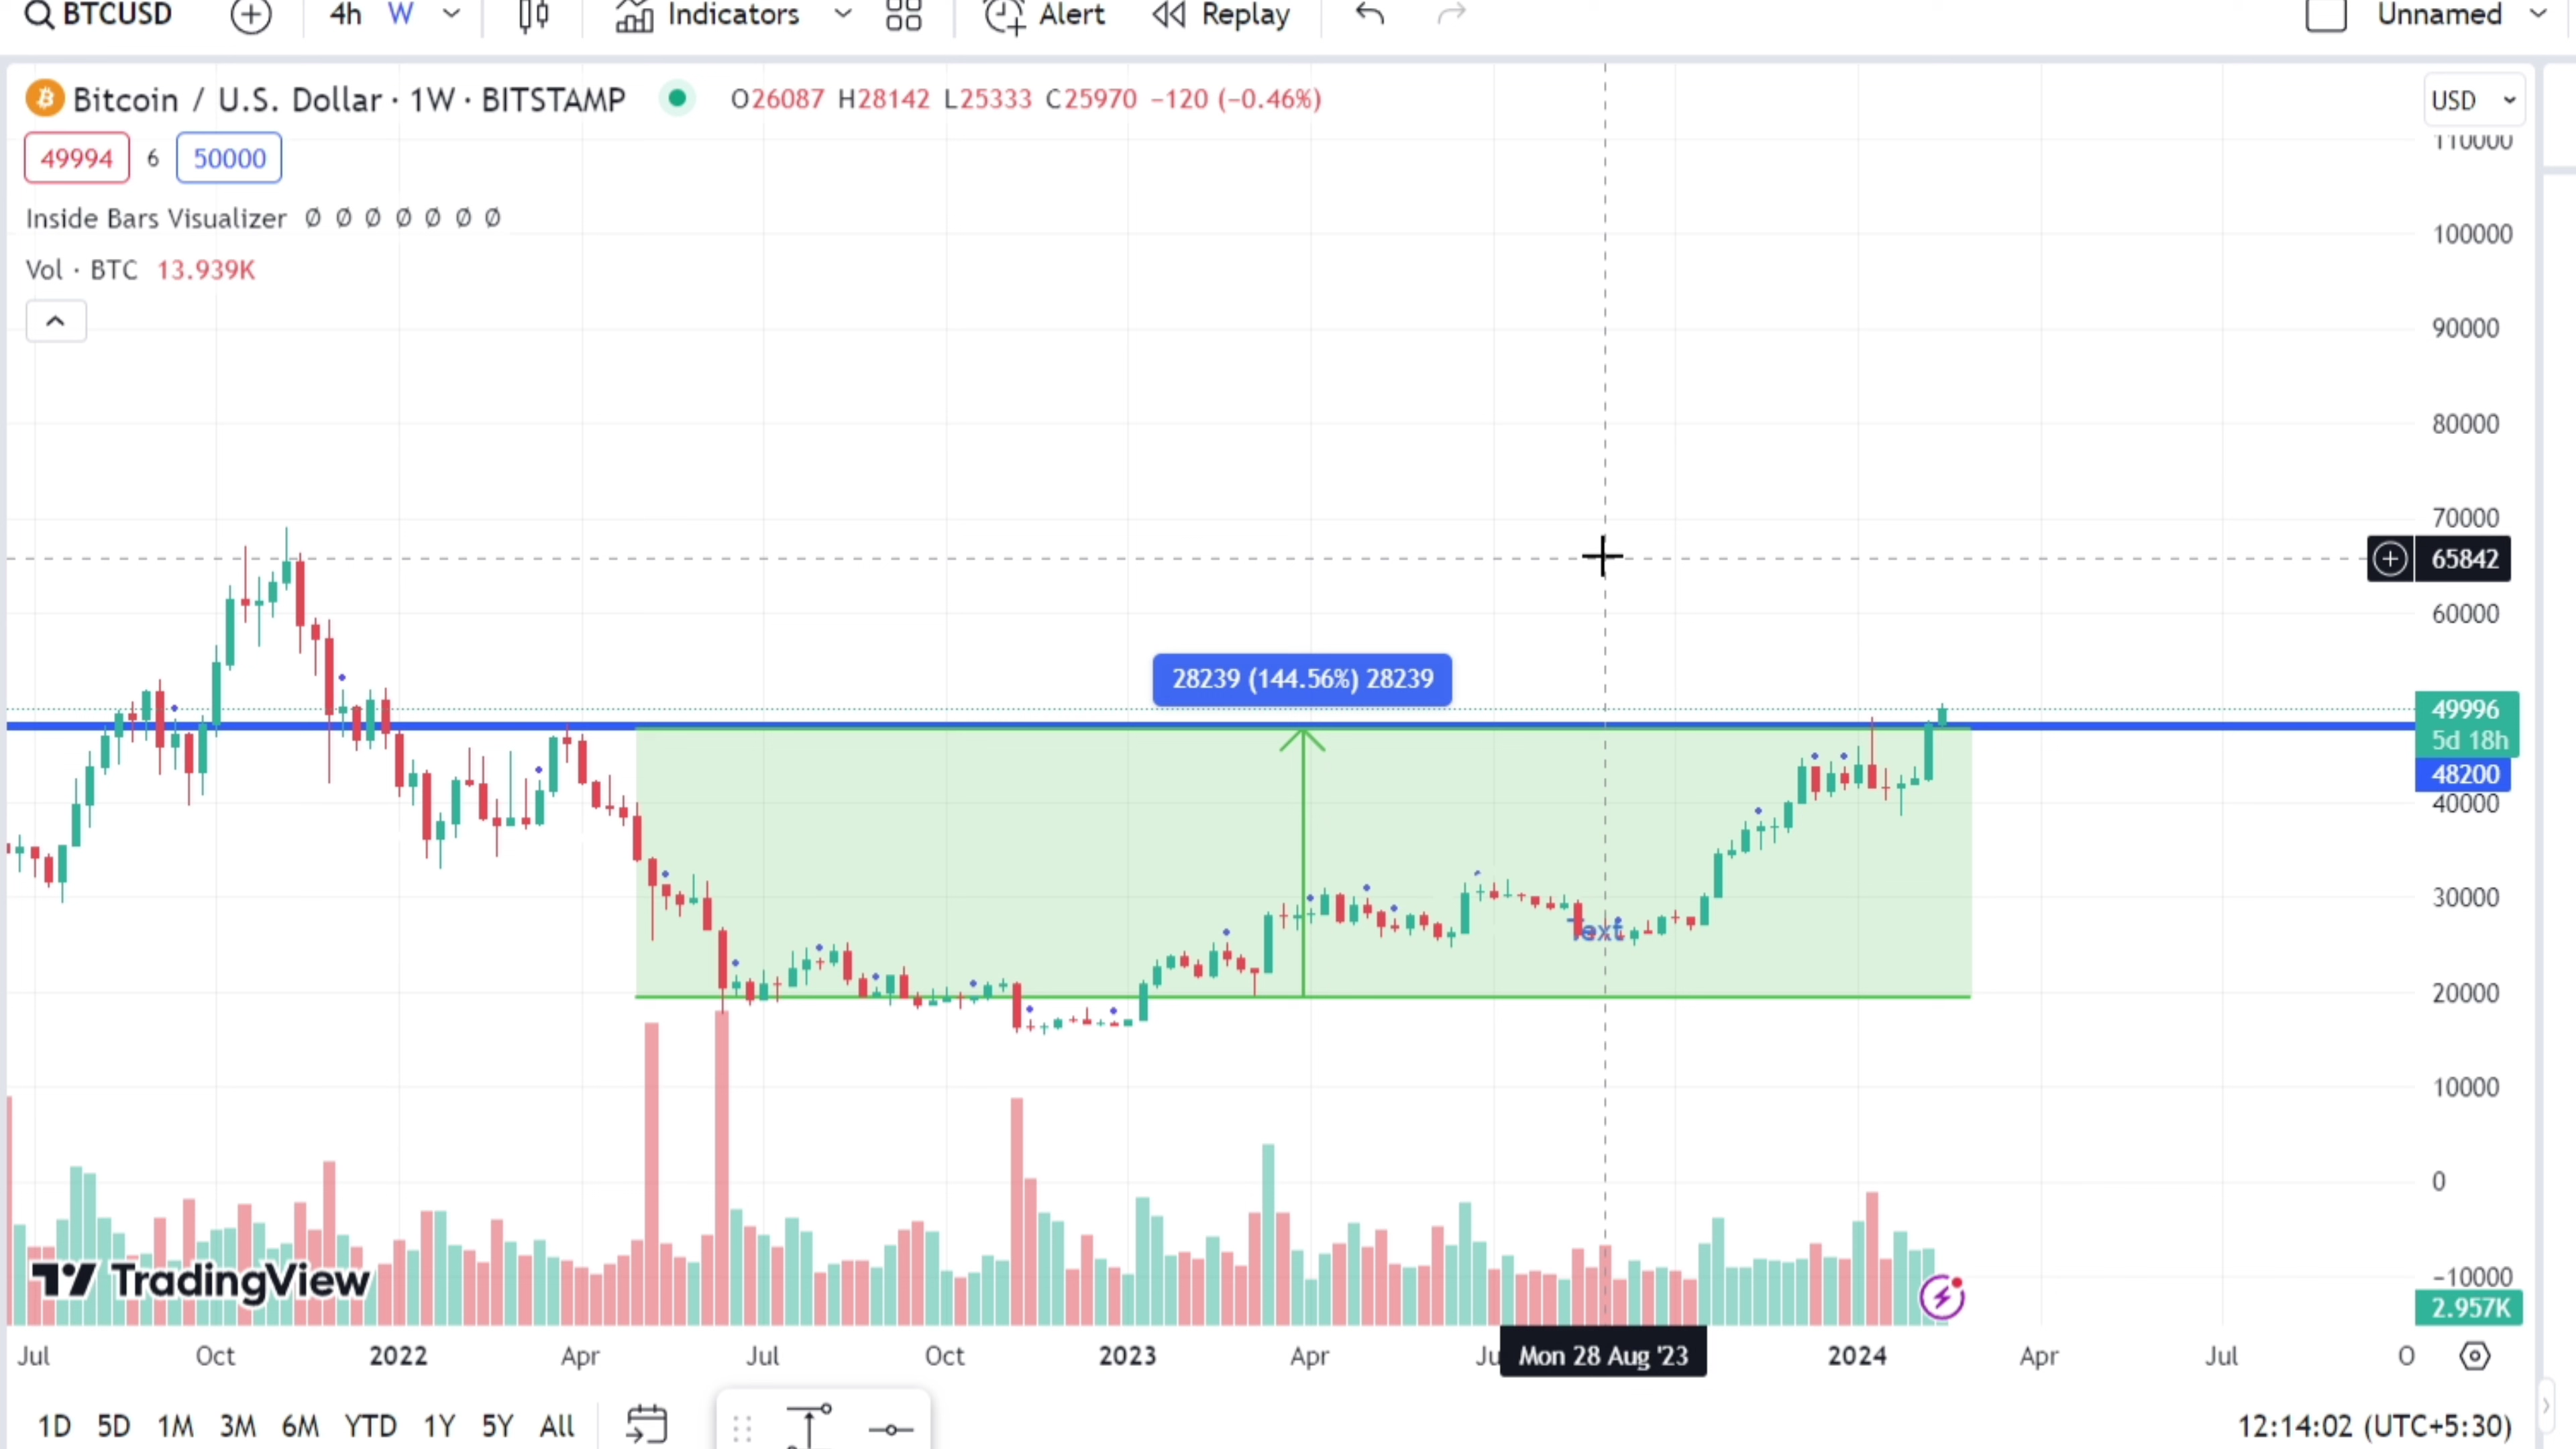 BTCUSD 4h W Indicators Alert Replay Unnamed
Bitcoin / U.S. Dollar · 1W · BITSTAMP O26087 H28142 L25333 C25970 −120 (−0.46%) USD
49994 6 50000
Inside Bars Visualizer Ø Ø Ø Ø Ø Ø Ø
Vol · BTC 13.939K
110000
100000
90000
80000
70000
65842
60000
28239 (144.56%) 28239
49996
5d 18h
48200
40000
30000
Text
20000
10000
0
−10000
TradingView
2.957K
Jul Oct 2022 Apr Jul Oct 2023 Apr Ju Mon 28 Aug '23 2024 Apr Jul O
1D 5D 1M 3M 6M YTD 1Y 5Y All 12:14:02 (UTC+5:30)